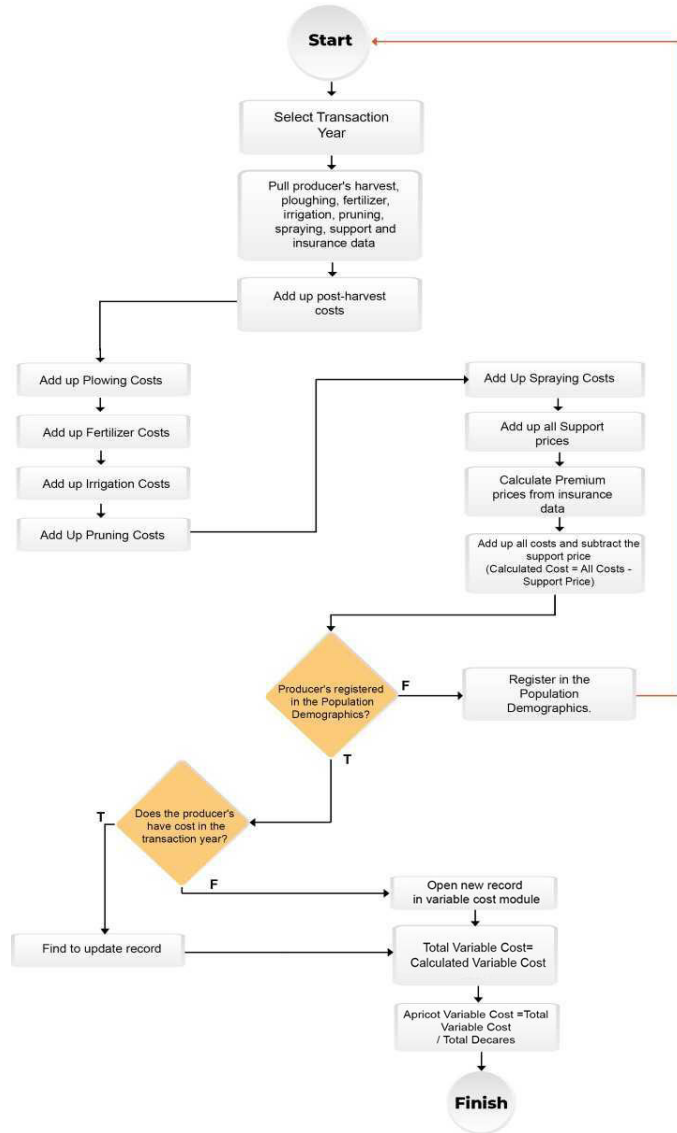 Start
Select Transaction
Year
Pull producer's harvest,
ploughing, fertilizer,
irrigation, pruning,
spraying, support and
insurance data
Add up post-harvest
costs
Add up Plowing Costs
Add up Fertilizer Costs
Add up Irrigation Costs
Add Up Pruning Costs
Add Up Spraying Costs
Add up all Support
prices
Calculate Premium
prices from insurance
data
Add up all costs and subtract the
support price
(Calculated Cost = All Costs -
Support Price)
Producer's registered
in the Population
Demographics?
F
Register in the
Population
Demographics.
T
Does the producer's
have cost in the
transaction year?
T
F
Open new record
in variable cost module
Find to update record
Total Variable Cost=
Calculated Variable Cost
Apricot Variable Cost =Total
Variable Cost
/ Total Decares
Finish